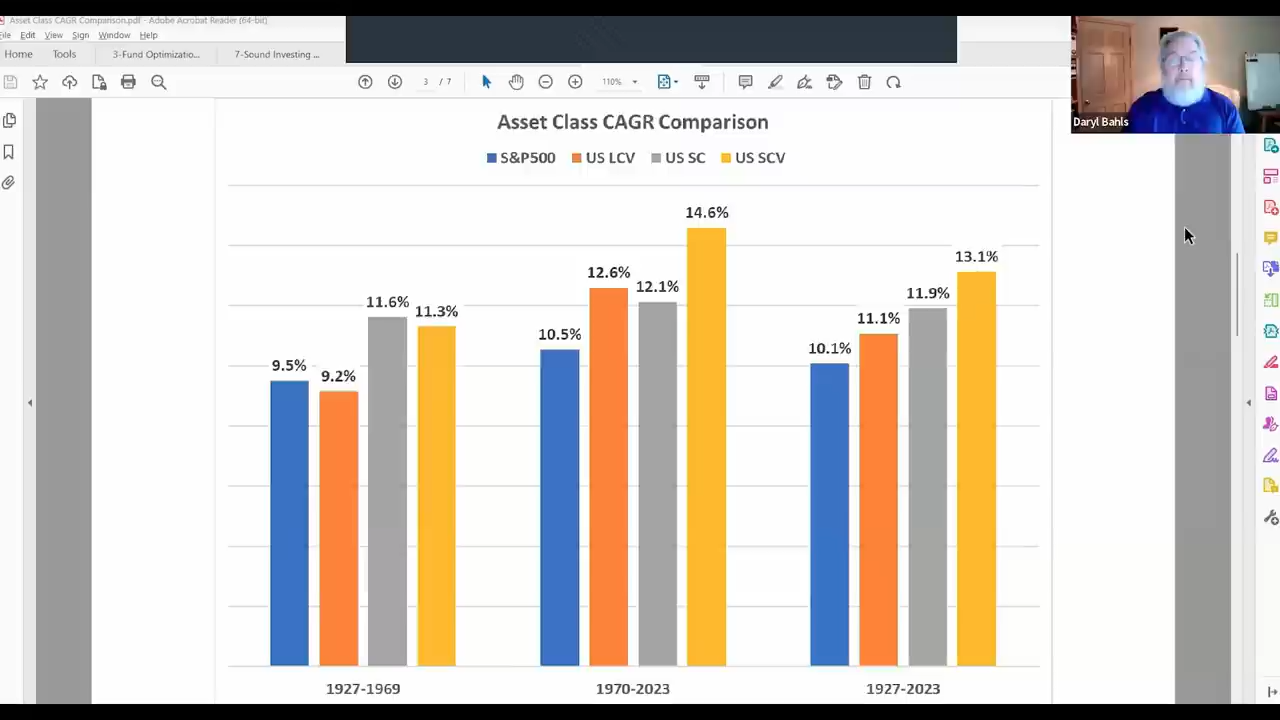 Asset Class CAGR Comparison.pdf - Adobe Acrobat Reader (64-bit)
File Edit View Sign Window Help
Home Tools 3-Fund Optimizatio... 7-Sound Investing ...
3 / 7 110%
Daryl Bahls
Asset Class CAGR Comparison
S&P500 US LCV US SC US SCV
9.5% 9.2% 11.6% 11.3%
10.5% 12.6% 12.1% 14.6%
10.1% 11.1% 11.9% 13.1%
1927-1969 1970-2023 1927-2023